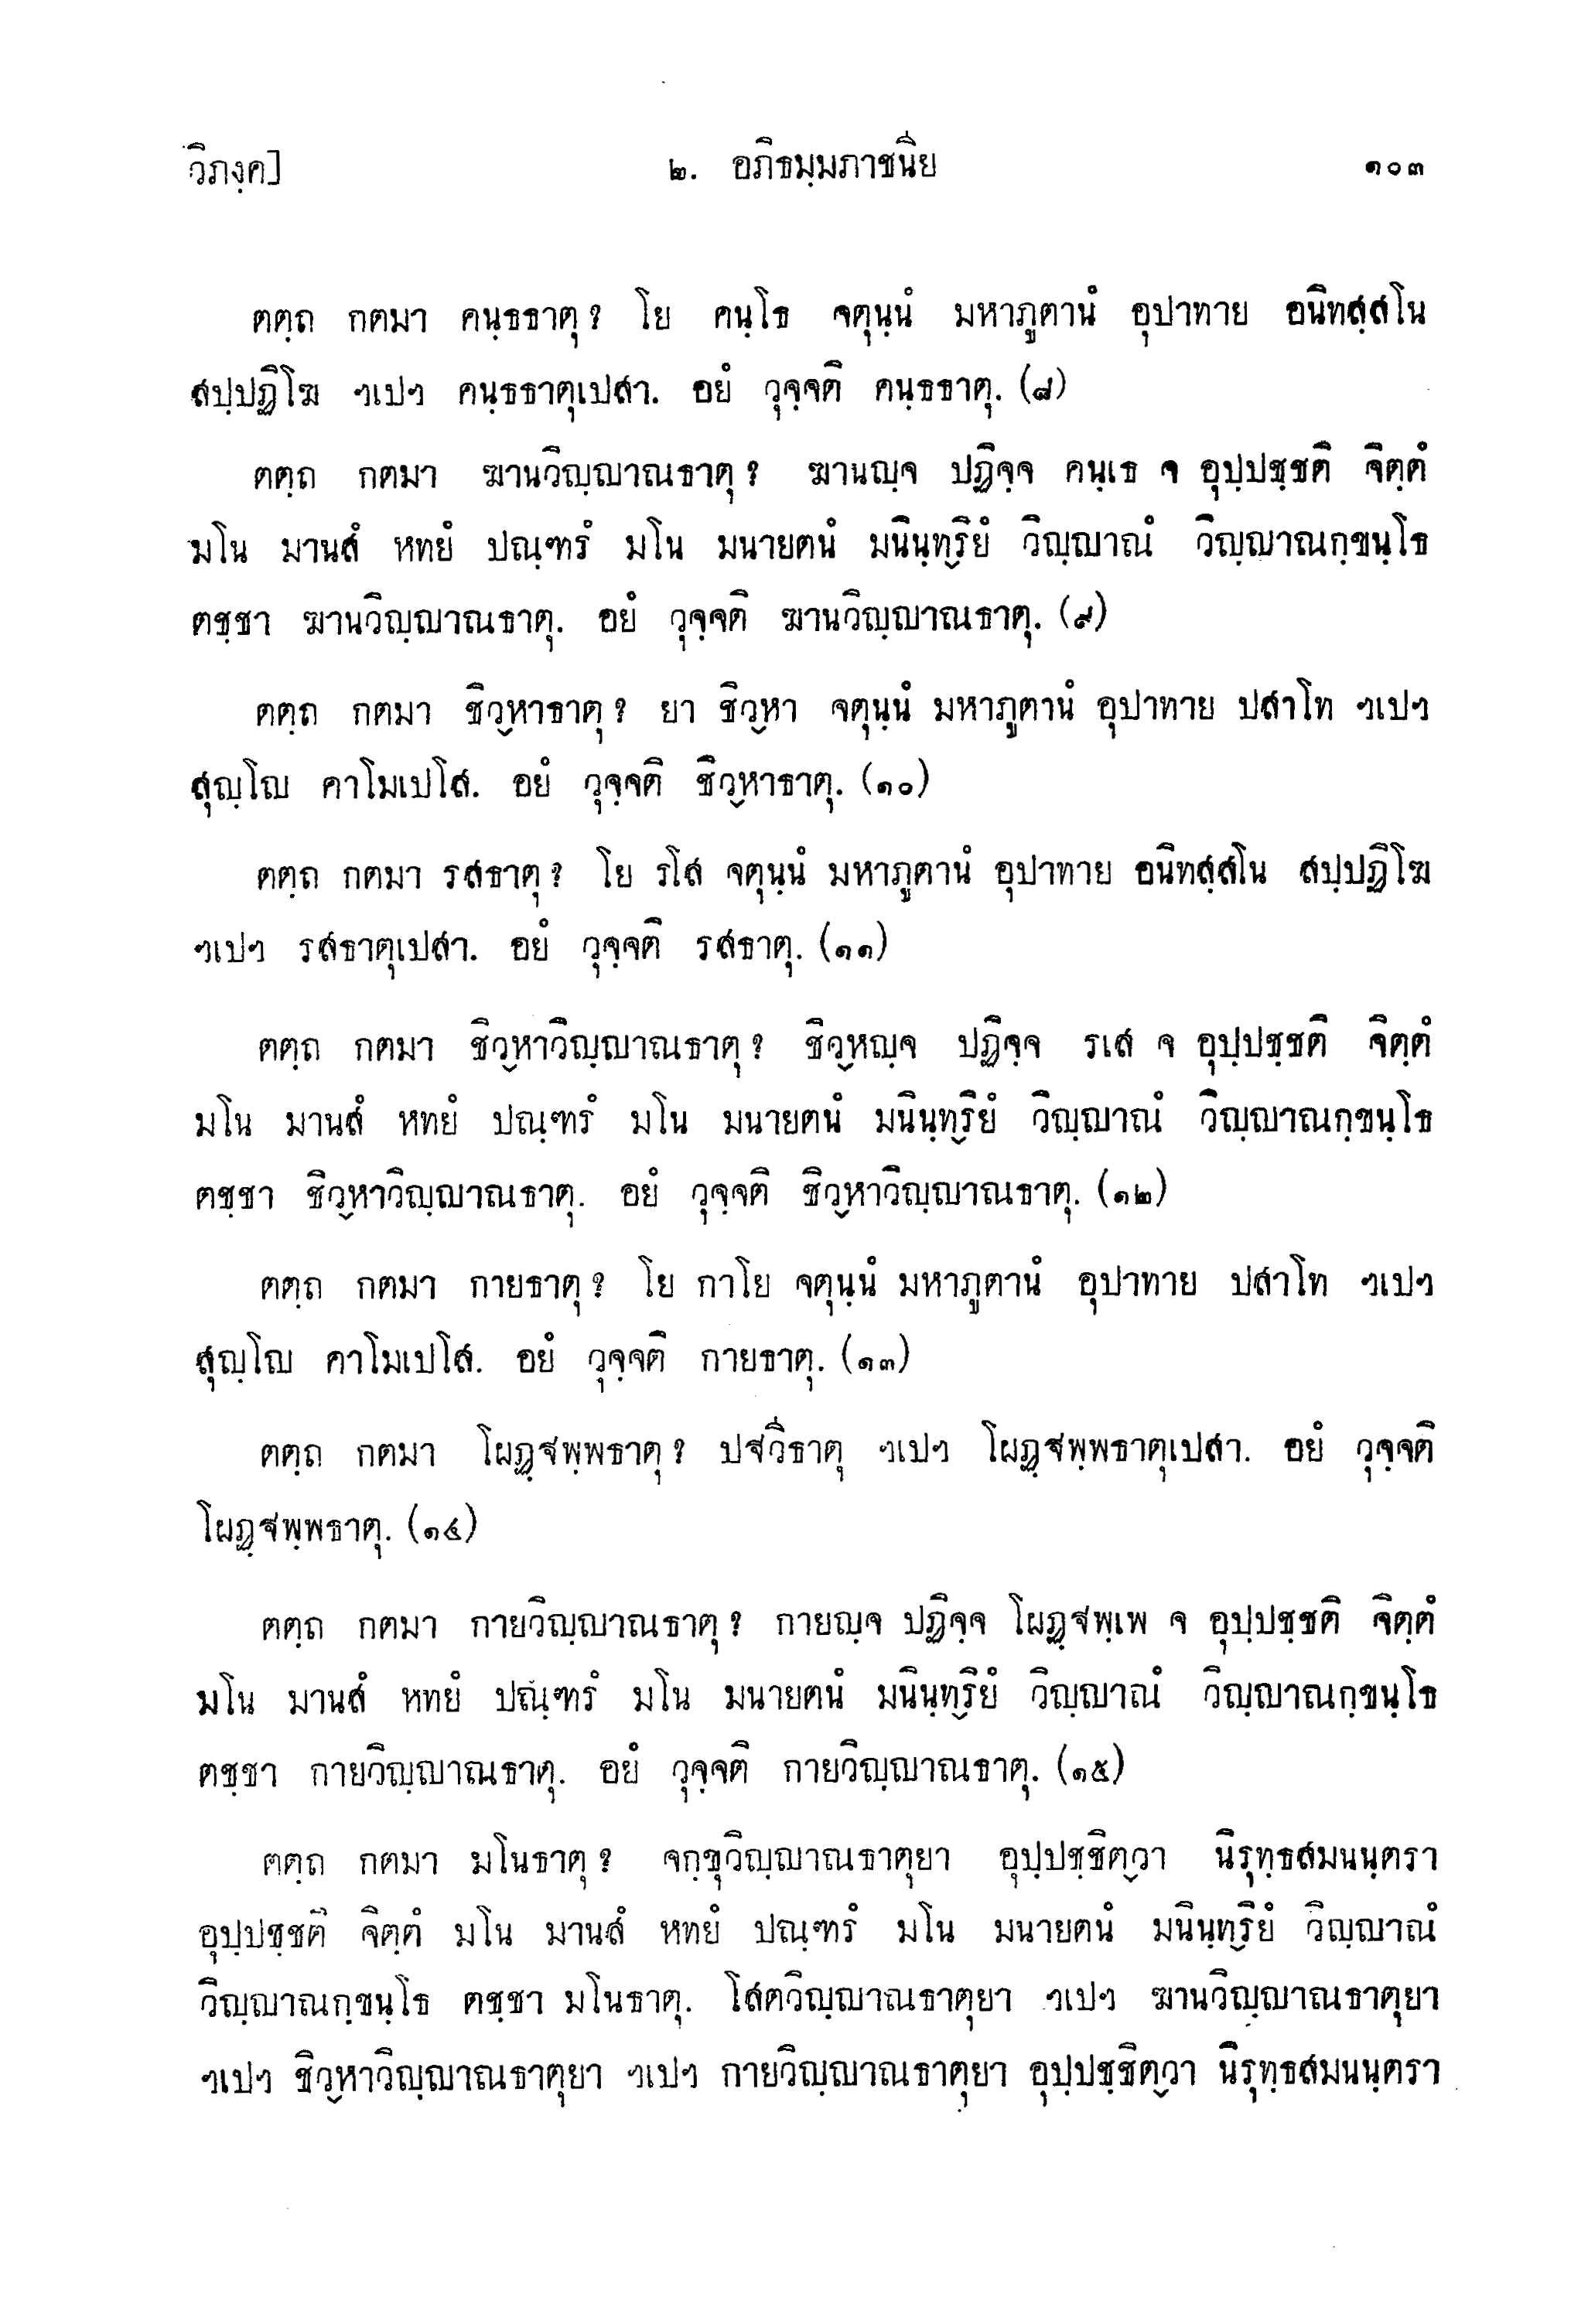 วิภงฺค]
๒. อภิธมฺมภาชนีย
๑๐๓
ตตฺถ กตมา คนฺธธาตุ? โย คนฺโธ จตุนฺนํ มหาภูตานํ อุปาทาย อนิทสฺสโน
สปฺปฏิโฆ ฯเปฯ คนฺธธาตุเปสา. อยํ วุจฺจติ คนฺธธาตุ. (๘)
ตตฺถ กตมา ฆานวิญฺญาณธาตุ? ฆานญฺจ ปฏิจฺจ คนฺเธ จ อุปฺปชฺชติ จิตฺตํ
มโน มานสํ หทยํ ปณฺฑรํ มโน มนายตนํ มนินฺทฺริยํ วิญฺญาณํ วิญฺญาณกฺขนฺโธ
ตชฺชา ฆานวิญฺญาณธาตุ. อยํ วุจฺจติ ฆานวิญฺญาณธาตุ. (๙)
ตตฺถ กตมา ชิวฺหาธาตุ? ยา ชิวฺหา จตุนฺนํ มหาภูตานํ อุปาทาย ปสาโท ฯเปฯ
สุญฺโญ คาโมเปโส. อยํ วุจฺจติ ชิวฺหาธาตุ. (๑๐)
ตตฺถ กตมา รสธาตุ? โย รโส จตุนฺนํ มหาภูตานํ อุปาทาย อนิทสฺสโน สปฺปฏิโฆ
ฯเปฯ รสธาตุเปสา. อยํ วุจฺจติ รสธาตุ. (๑๑)
ตตฺถ กตมา ชิวฺหาวิญฺญาณธาตุ? ชิวฺหญฺจ ปฏิจฺจ รเส จ อุปฺปชฺชติ จิตฺตํ
มโน มานสํ หทยํ ปณฺฑรํ มโน มนายตนํ มนินฺทฺริยํ วิญฺญาณํ วิญฺญาณกฺขนฺโธ
ตชฺชา ชิวฺหาวิญฺญาณธาตุ. อยํ วุจฺจติ ชิวฺหาวิญฺญาณธาตุ. (๑๒)
ตตฺถ กตมา กายธาตุ? โย กาโย จตุนฺนํ มหาภูตานํ อุปาทาย ปสาโท ฯเปฯ
สุญฺโญ คาโมเปโส. อยํ วุจฺจติ กายธาตุ. (๑๓)
ตตฺถ กตมา โผฏฺฐพฺพธาตุ? ปฐวีธาตุ ฯเปฯ โผฏฺฐพฺพธาตุเปสา. อยํ วุจฺจติ
โผฏฺฐพฺพธาตุ. (๑๔)
ตตฺถ กตมา กายวิญฺญาณธาตุ? กายญฺจ ปฏิจฺจ โผฏฺฐพฺเพ จ อุปฺปชฺชติ จิตฺตํ
มโน มานสํ หทยํ ปณฺฑรํ มโน มนายตนํ มนินฺทฺริยํ วิญฺญาณํ วิญฺญาณกฺขนฺโธ
ตชฺชา กายวิญฺญาณธาตุ. อยํ วุจฺจติ กายวิญฺญาณธาตุ. (๑๕)
ตตฺถ กตมา มโนธาตุ? จกฺขุวิญฺญาณธาตุยา อุปฺปชฺชิตฺวา นิรุทฺธสมนนฺตรา
อุปฺปชฺชติ จิตฺตํ มโน มานสํ หทยํ ปณฺฑรํ มโน มนายตนํ มนินฺทฺริยํ วิญฺญาณํ
วิญฺญาณกฺขนฺโธ ตชฺชา มโนธาตุ. โสตวิญฺญาณธาตุยา ฯเปฯ ฆานวิญฺญาณธาตุยา
ฯเปฯ ชิวฺหาวิญฺญาณธาตุยา ฯเปฯ กายวิญฺญาณธาตุยา อุปฺปชฺชิตฺวา นิรุทฺธสมนนฺตรา